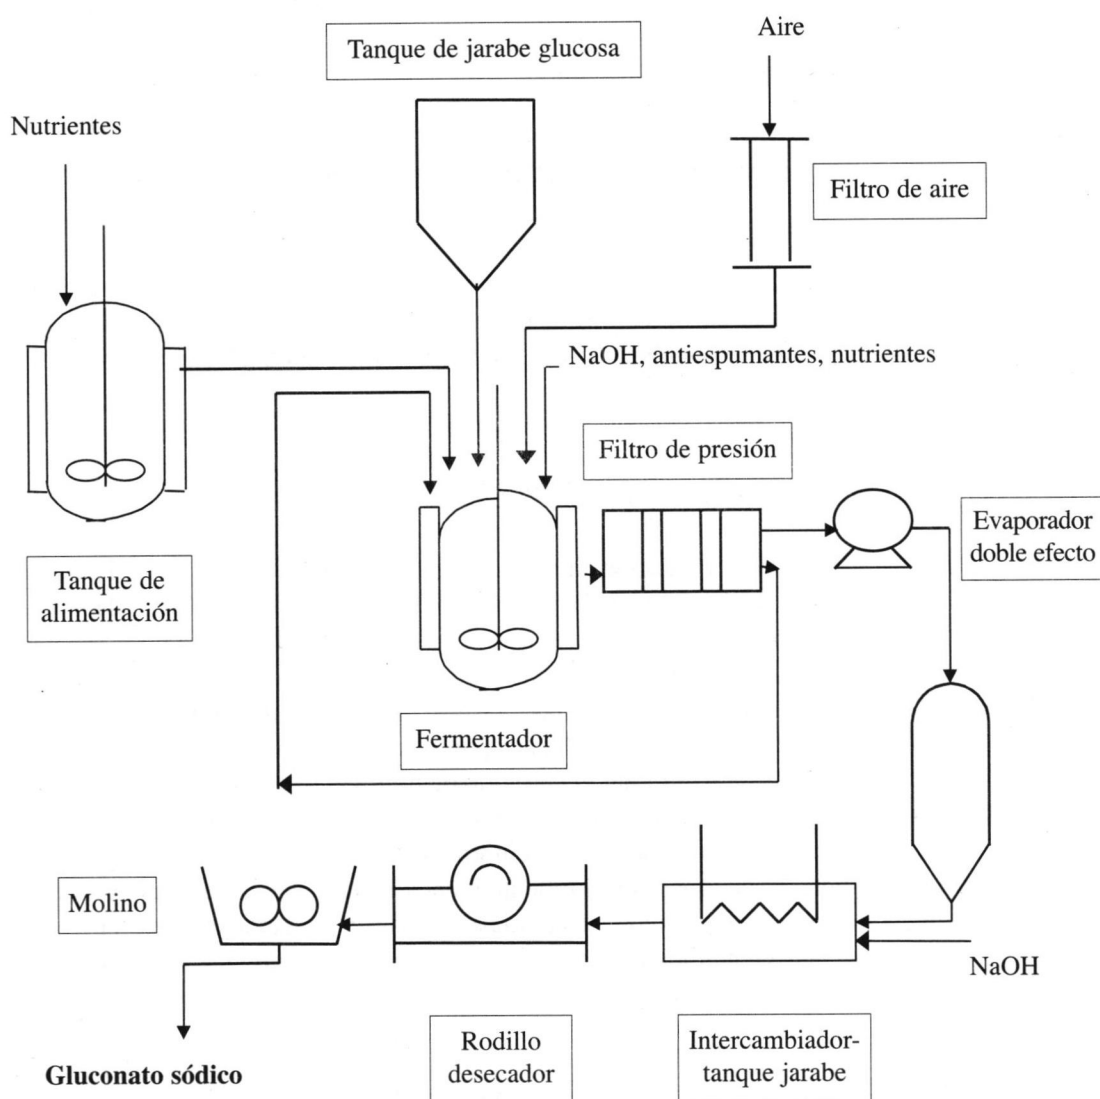 Aire
Tanque de jarabe glucosa
Nutrientes
Filtro de aire
NaOH, antiespumantes, nutrientes
Filtro de presión
Evaporador
doble efecto
Tanque de
alimentación
Fermentador
Molino
NaOH
Rodillo
desecador
Intercambiador-
tanque jarabe
Gluconato sódico